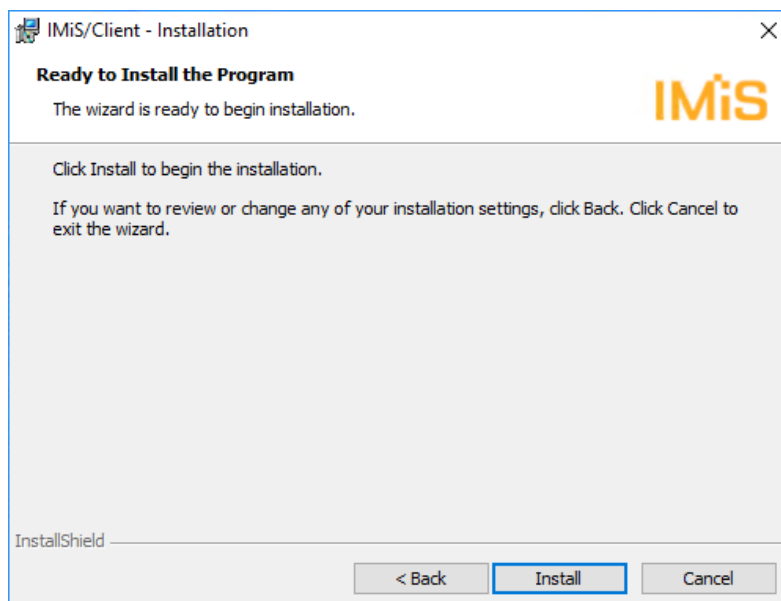 IMiS/Client - Installation
Ready to Install the Program
The wizard is ready to begin installation.
IMiS
Click Install to begin the installation.
If you want to review or change any of your installation settings, click Back. Click Cancel to
exit the wizard.
InstallShield
< Back
Install
Cancel